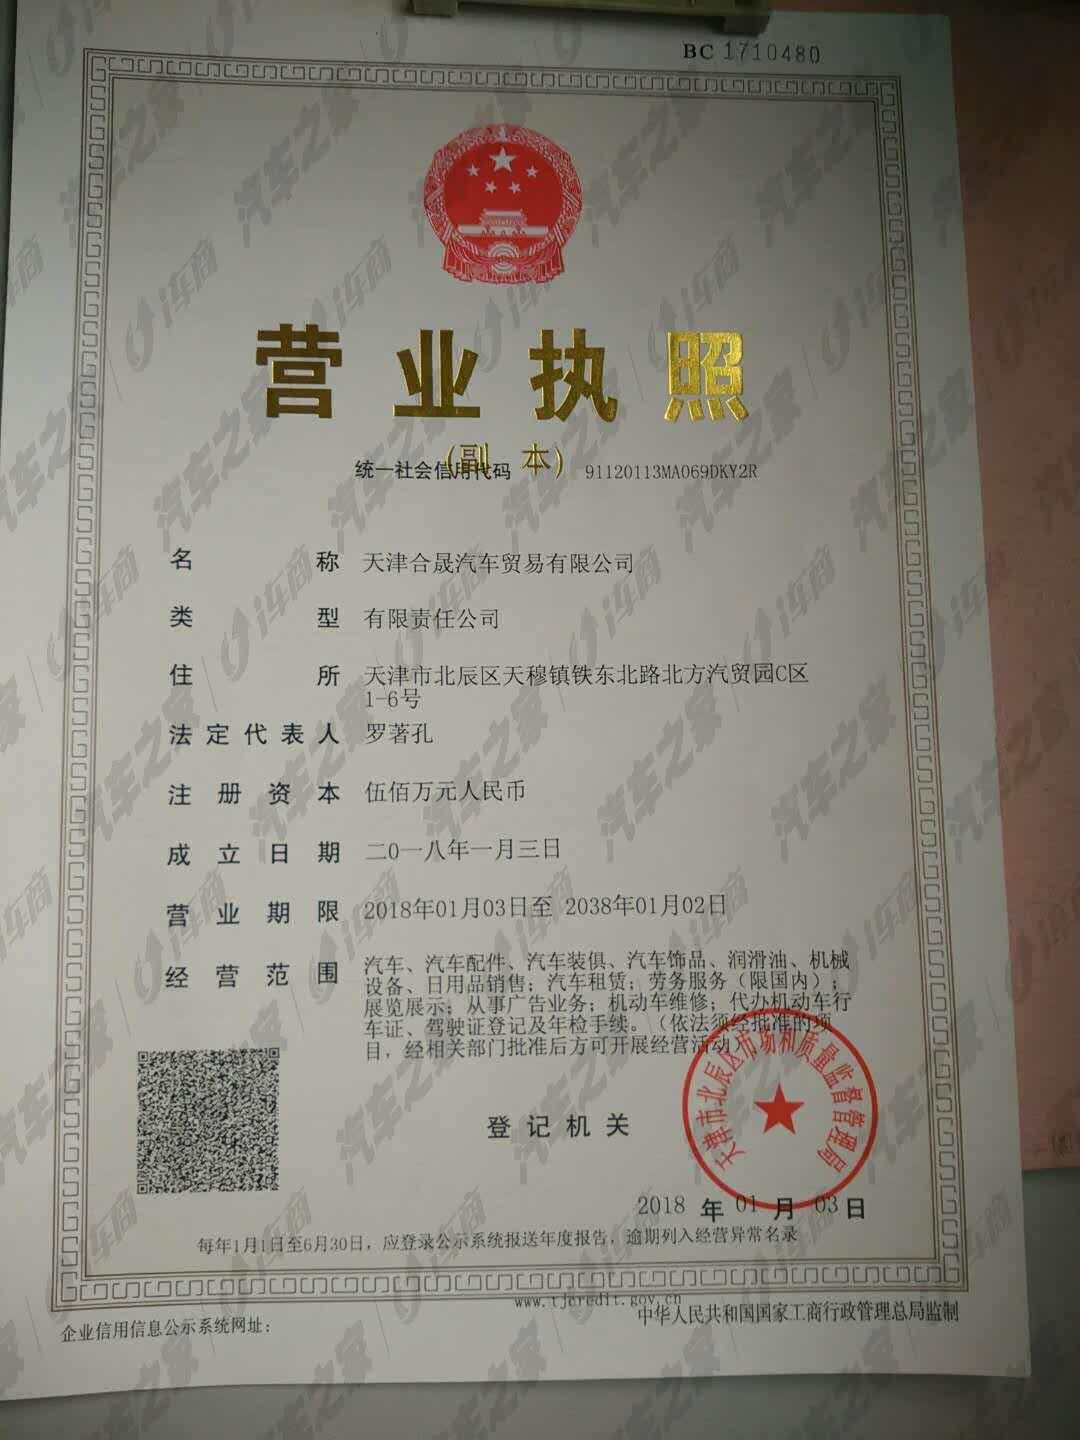 BC 1710480
营业执照
(副 本)
统一社会信用代码 91120113MA069DKY2R
名 称 天津合晟汽车贸易有限公司
类 型 有限责任公司
住 所 天津市北辰区天穆镇铁东北路北方汽贸园C区
1-6号
法定代表人 罗著孔
注册资本 伍佰万元人民币
成立日期 二〇一八年一月三日
营业期限 2018年01月03日至 2038年01月02日
经营范围 汽车、汽车配件、汽车装俱、汽车饰品、润滑油、机械
设备、日用品销售；汽车租赁；劳务服务（限国内）；
展览展示；从事广告业务；机动车维修；代办机动车行
车证、驾驶证登记及年检手续。（依法须经批准的项
目，经相关部门批准后方可开展经营活动）
天津市北辰区市场和质量监督管理局
登记机关
2018 年 01 月 03 日
每年1月1日至6月30日，应登录公示系统报送年度报告，逾期列入经营异常名录
www.tjcredit.gov.cn
企业信用信息公示系统网址：
中华人民共和国国家工商行政管理总局监制
汽车之家 | i车商